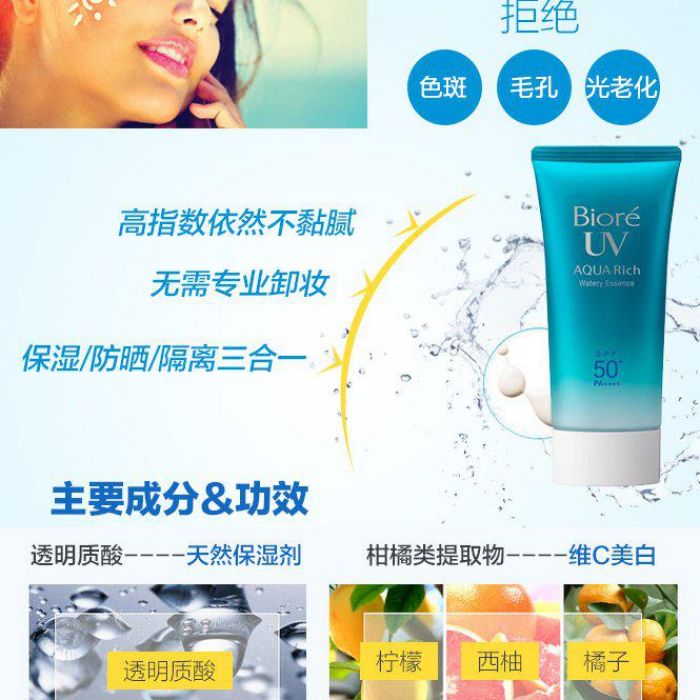 拒绝
色斑 毛孔 光老化
高指数依然不黏腻
无需专业卸妆
保湿/防晒/隔离三合一
Bioré
UV
AQUA Rich
Watery Essence
SPF
50+
PA++++
主要成分&功效
透明质酸----天然保湿剂
柑橘类提取物----维C美白
透明质酸
柠檬 西柚 橘子